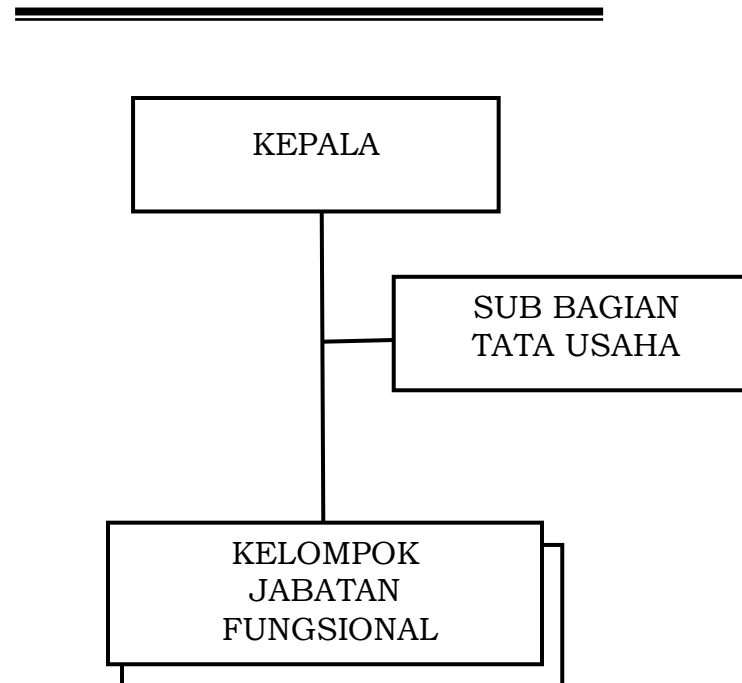 KEPALA
SUB BAGIAN
TATA USAHA
KELOMPOK
JABATAN
FUNGSIONAL